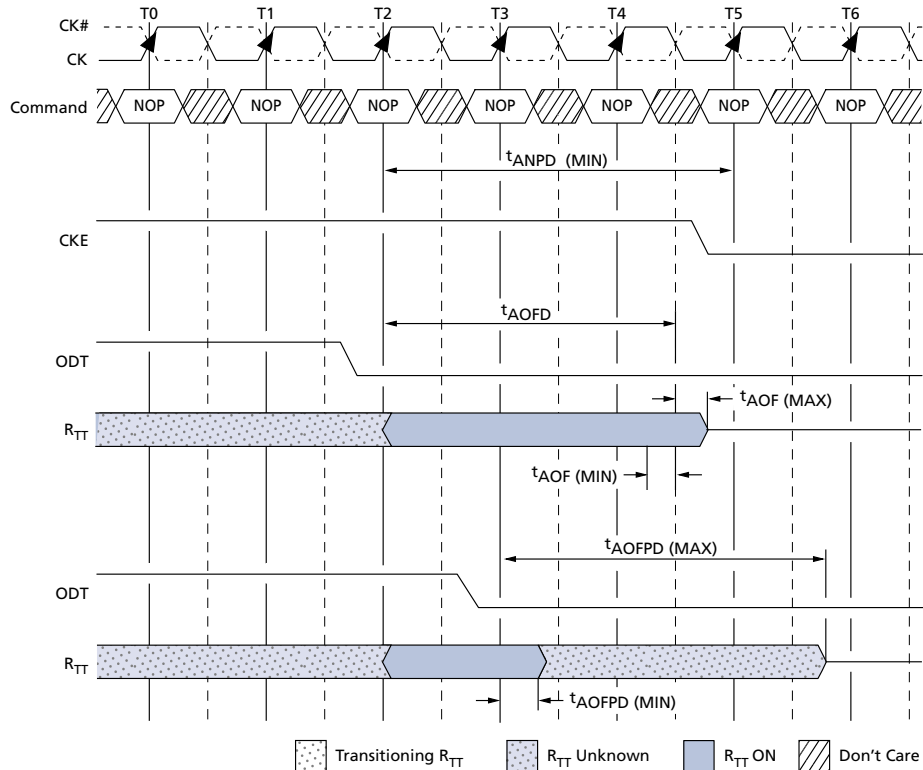 T0 T1 T2 T3 T4 T5 T6
CK#
CK
Command NOP NOP NOP NOP NOP NOP NOP
tANPD (MIN)
CKE
tAOFD
ODT
tAOF (MAX)
RTT
tAOF (MIN)
tAOFPD (MAX)
ODT
RTT
tAOFPD (MIN)
Transitioning RTT RTT Unknown RTT ON Don't Care